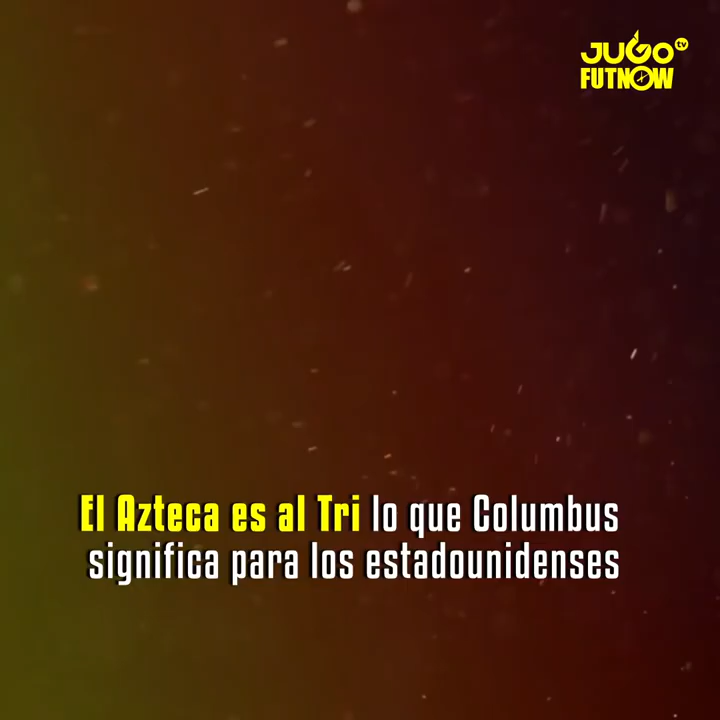 JUGO tv
FUTNOW
El Azteca es al Tri lo que Columbus
significa para los estadounidenses